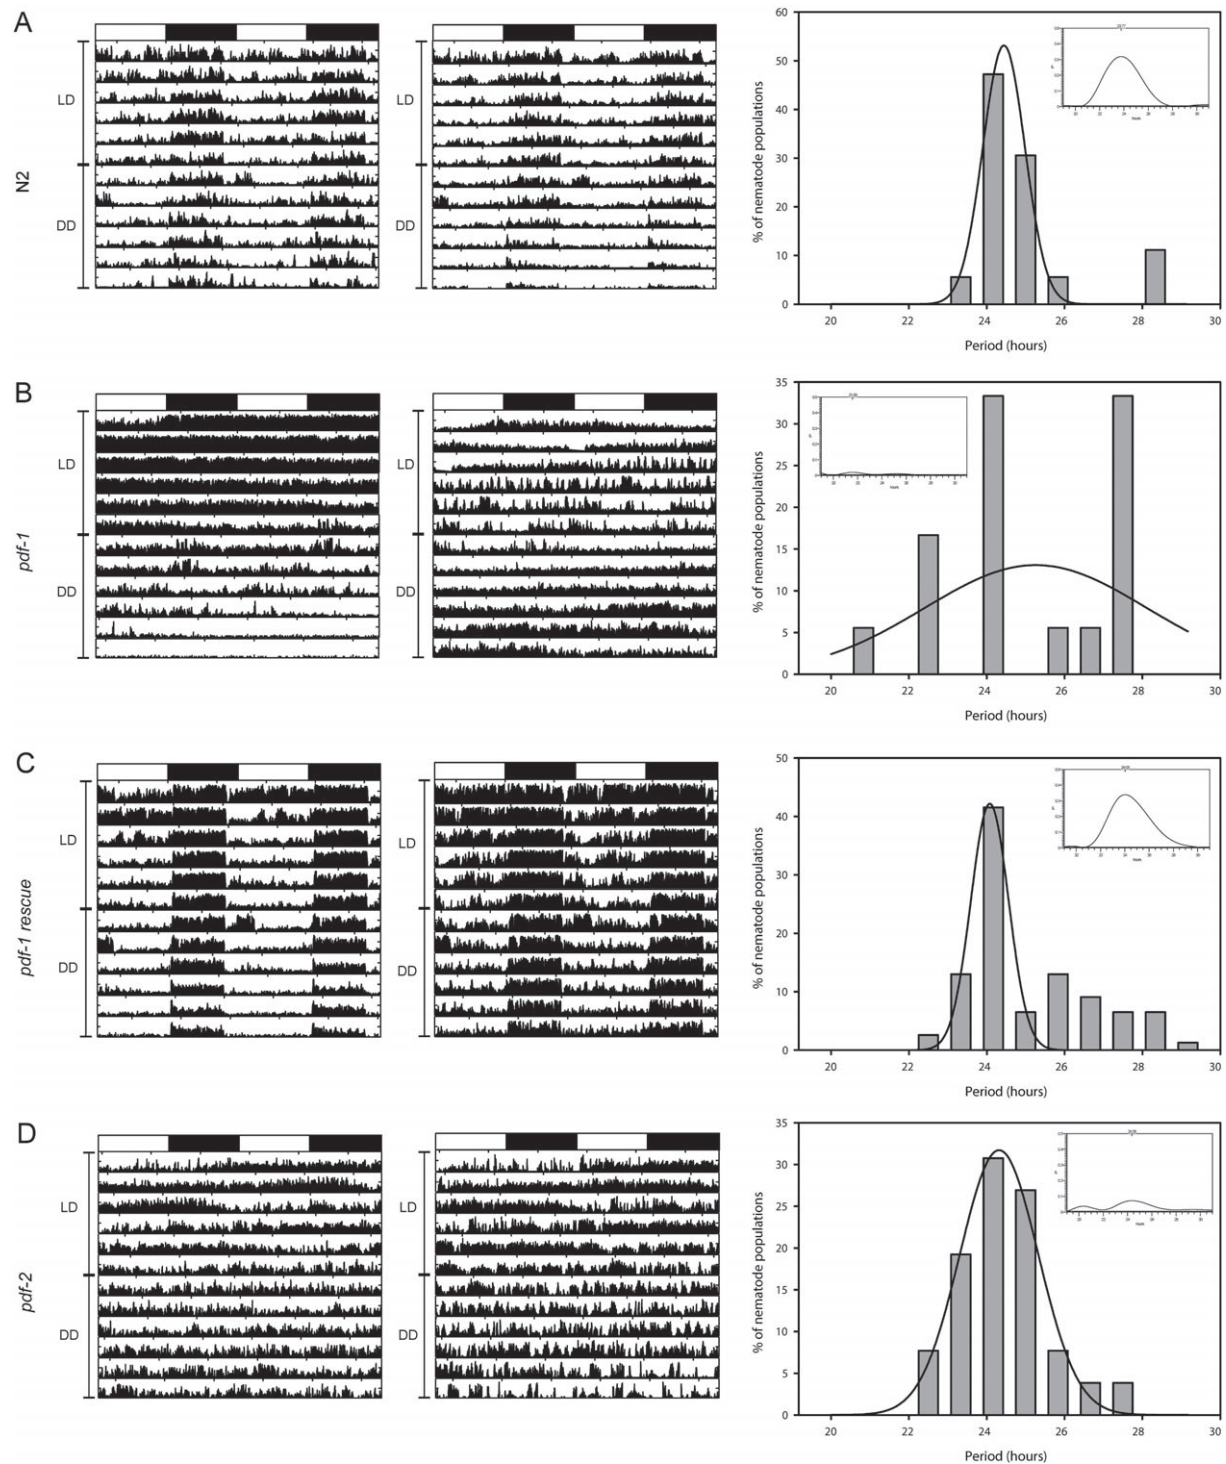 A
N2
LD
DD
LD
DD
% of nematode populations
60
50
40
30
20
10
0
20 22 24 26 28 30
Period (hours)
B
pdf-1
LD
DD
LD
DD
% of nematode populations
35
30
25
20
15
10
5
0
20 22 24 26 28 30
Period (hours)
C
pdf-1 rescue
LD
DD
LD
DD
% of nematode populations
50
40
30
20
10
0
20 22 24 26 28 30
Period (hours)
D
pdf-2
LD
DD
LD
DD
% of nematode populations
35
30
25
20
15
10
5
0
20 22 24 26 28 30
Period (hours)